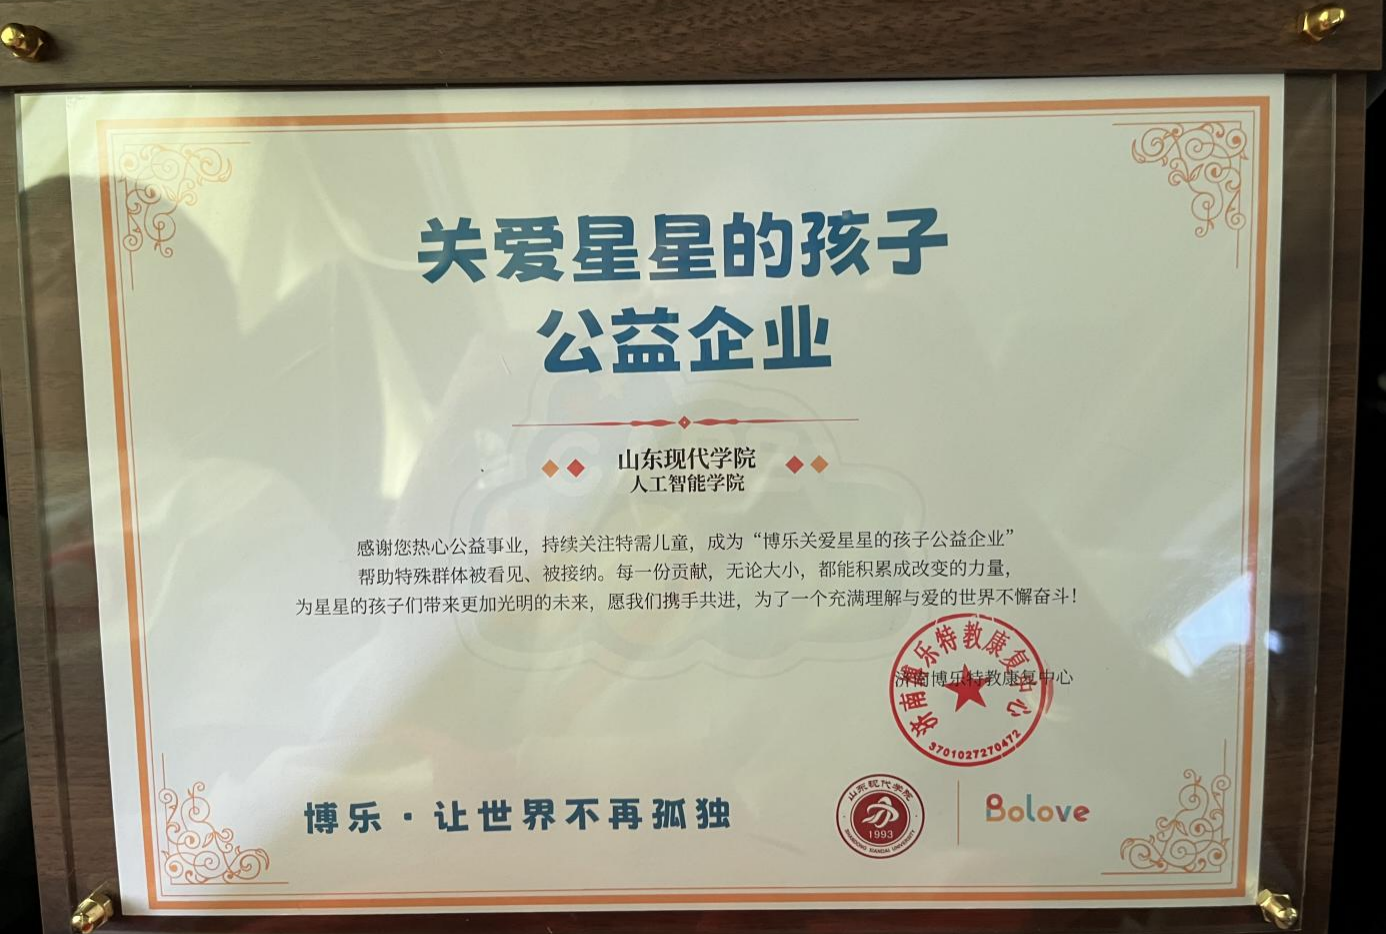 关爱星星的孩子
公益企业
山东现代学院
人工智能学院
感谢您热心公益事业，持续关注特需儿童，成为“博乐关爱星星的孩子公益企业”
帮助特殊群体被看见、被接纳。每一份贡献，无论大小，都能积累成改变的力量，
为星星的孩子们带来更加光明的未来，愿我们携手共进，为了一个充满理解与爱的世界不懈奋斗！
济南博乐特教康复中心
济南博乐特教康复中心
3701027270472
博乐·让世界不再孤独
山东现代学院
1993
SHANDONG XIANDAI UNIVERSITY
Bolove